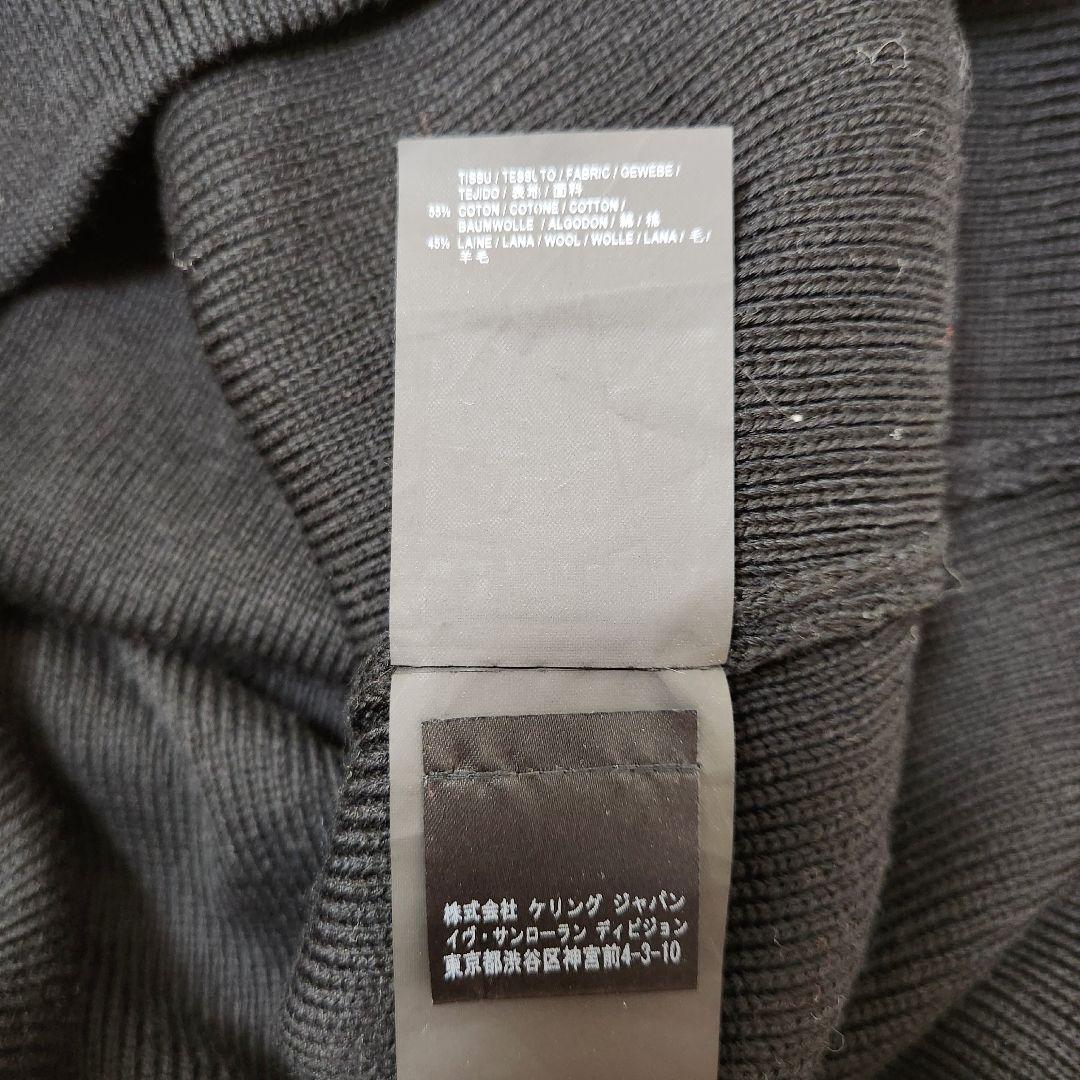 TISSU / TESSUTO / FABRIC / GEWEBE /
TEJIDO / 表地 / 面料
55% COTON / COTONE / COTTON /
BAUMWOLLE / ALGODON / 綿 / 棉
45% LAINE / LANA / WOOL / WOLLE / LANA / 毛 /
羊毛
株式会社 ケリング ジャパン
イヴ・サンローラン ディビジョン
東京都渋谷区神宮前4-3-10